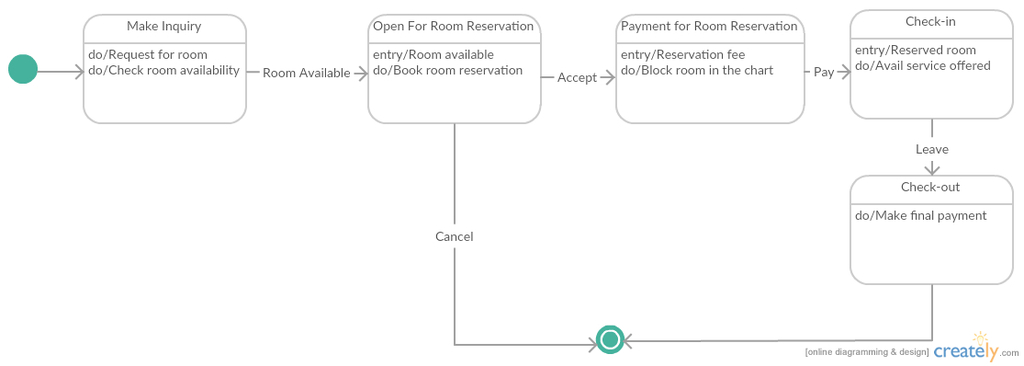 Make Inquiry
do/Request for room
do/Check room availability
Room Available
Open For Room Reservation
entry/Room available
do/Book room reservation
Accept
Payment for Room Reservation
entry/Reservation fee
do/Block room in the chart
Pay
Check-in
entry/Reserved room
do/Avail service offered
Leave
Check-out
do/Make final payment
Cancel
[online diagramming & design] creately.com